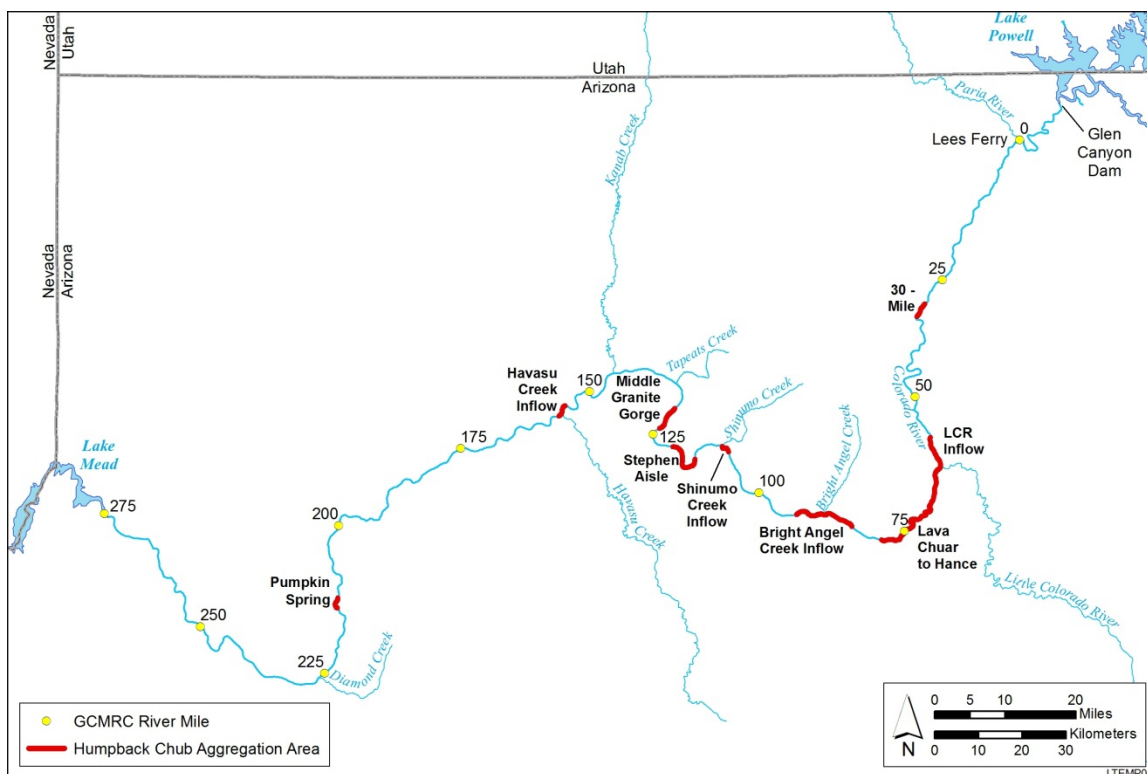 Nevada
Utah
Lake
Powell
Utah
Arizona
Paria River
0
Lees Ferry
Glen
Canyon
Dam
Kanab Creek
Nevada
Arizona
25
30 -
Mile
Colorado
River
50
Tapeats Creek
Havasu
Creek
Inflow
150
Middle
Granite
Gorge
Shinumo Creek
Bright Angel Creek
LCR
Inflow
125
Stephen
Aisle
175
Lake
Mead
Shinumo
Creek
Inflow
100
Havasu Creek
275
200
Bright Angel
Creek Inflow
75
Lava
Chuar
to Hance
Little Colorado River
Pumpkin
Spring
250
225
Diamond Creek
GCMRC River Mile
Humpback Chub Aggregation Area
N
0 5 10 20
Miles
Kilometers
0 10 20 30